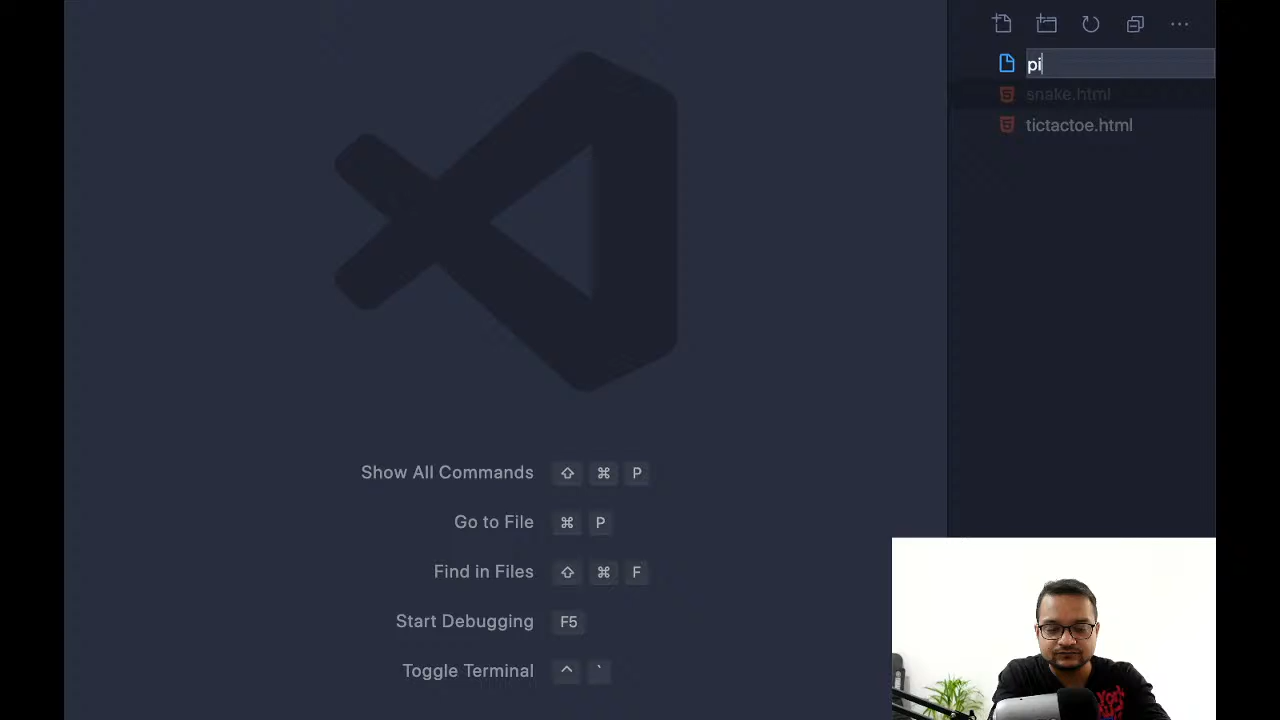 pi
snake.html
tictactoe.html
Show All Commands ⇧ ⌘ P
Go to File ⌘ P
Find in Files ⇧ ⌘ F
Start Debugging F5
Toggle Terminal ^ `
York